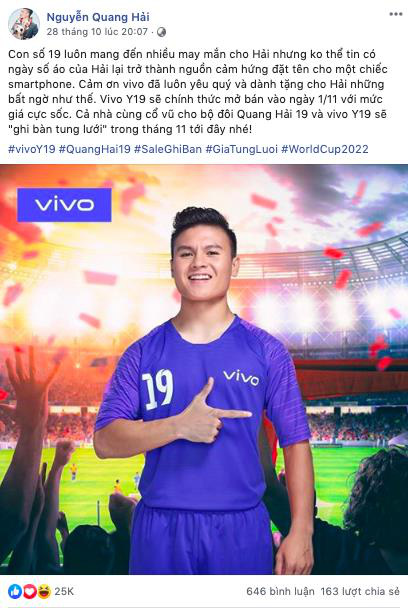 Nguyễn Quang Hải
28 tháng 10 lúc 20:07 ·
Con số 19 luôn mang đến nhiều may mắn cho Hải nhưng ko thể tin có
ngày số áo của Hải lại trở thành nguồn cảm hứng đặt tên cho một chiếc
smartphone. Cảm ơn vivo đã luôn yêu quý và dành tặng cho Hải những
bất ngờ như thế. Vivo Y19 sẽ chính thức mở bán vào ngày 1/11 với mức
giá cực sốc. Cả nhà cùng cổ vũ cho bộ đôi Quang Hải 19 và vivo Y19 sẽ
"ghi bàn tung lưới" trong tháng 11 tới đây nhé!
#vivoY19 #QuangHai19 #SaleGhiBan #GiaTungLuoi #WorldCup2022
vivo
19
vivo
25K
646 bình luận 163 lượt chia sẻ